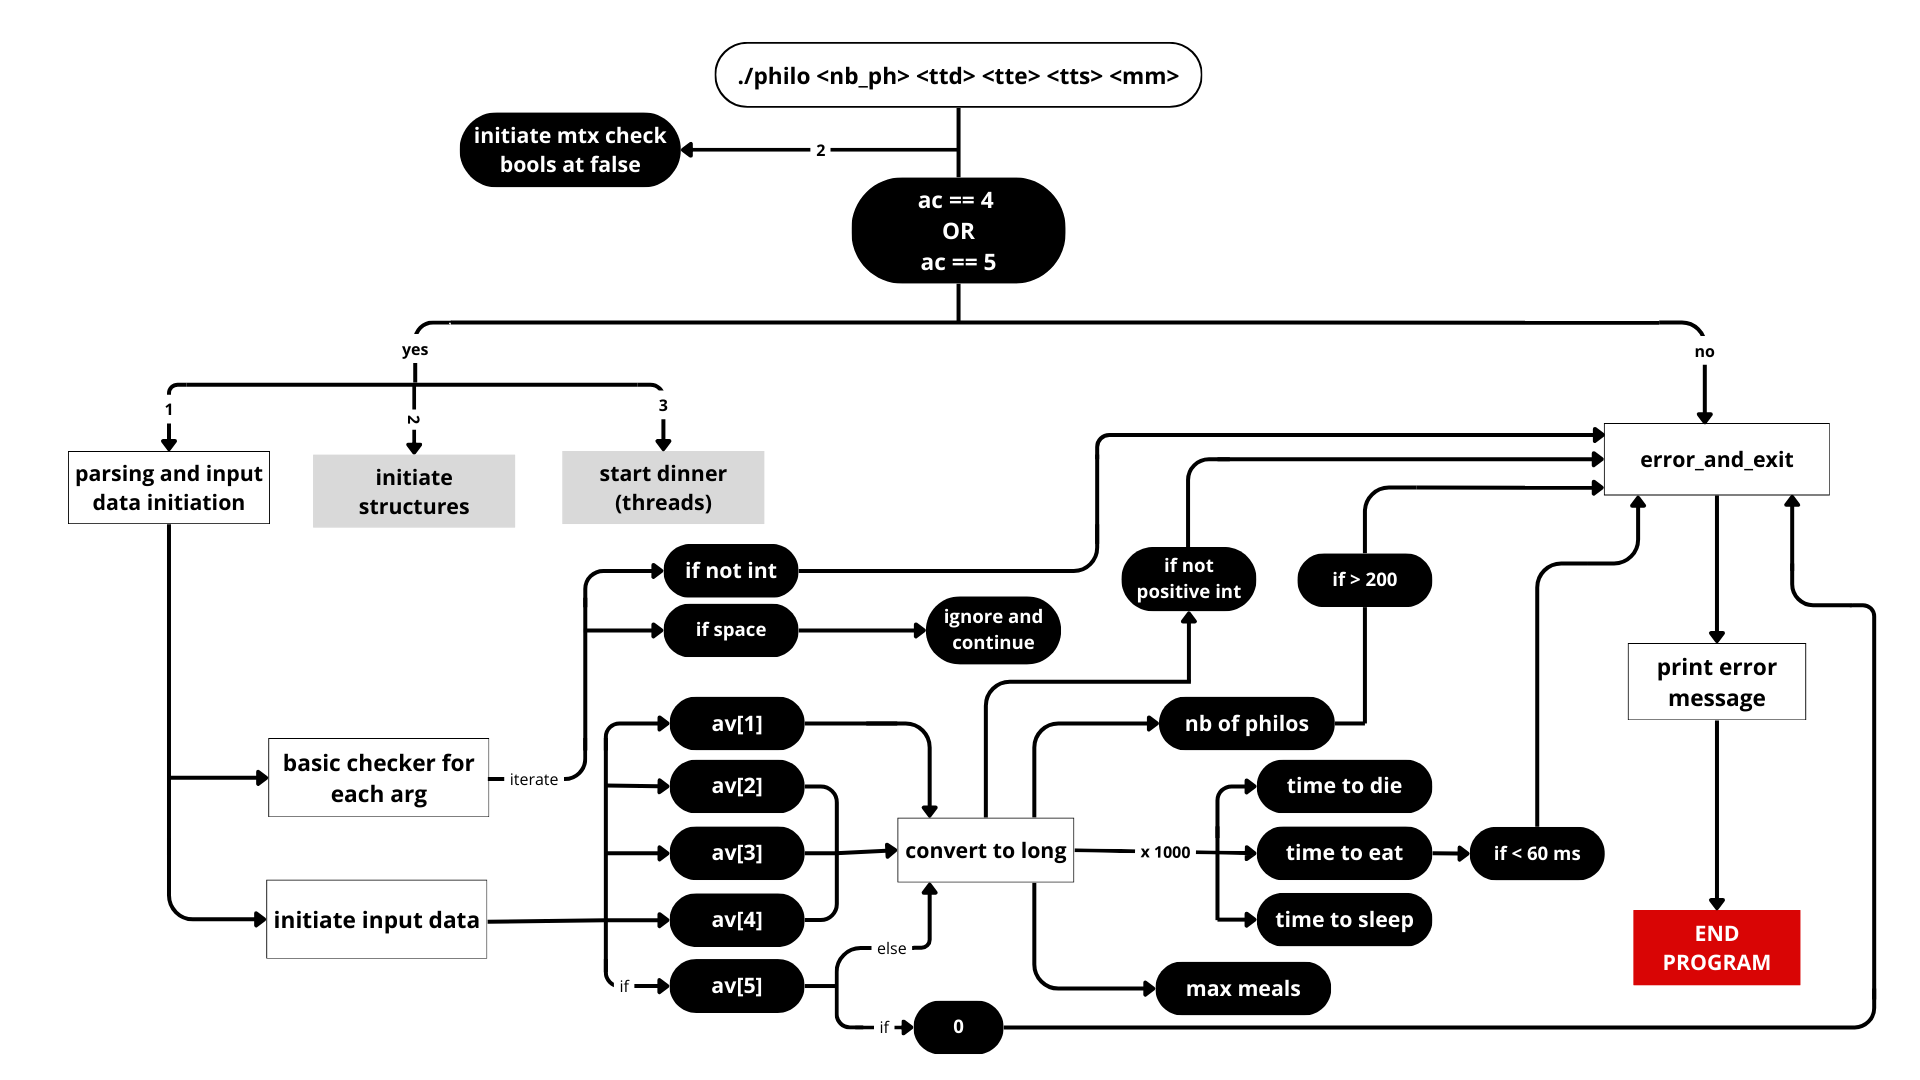 ./philo <nb_ph> <ttd> <tte> <tts> <mm>
initiate mtx check
bools at false
2
ac == 4
OR
ac == 5
yes
no
1
2
3
parsing and input
data initiation
initiate
structures
start dinner
(threads)
error_and_exit
if not int
if not
positive int
if > 200
if space
ignore and
continue
print error
message
av[1]
nb of philos
basic checker for
each arg
iterate
av[2]
time to die
av[3]
convert to long
x 1000
time to eat
if < 60 ms
initiate input data
av[4]
time to sleep
else
END
PROGRAM
if
av[5]
max meals
if
0